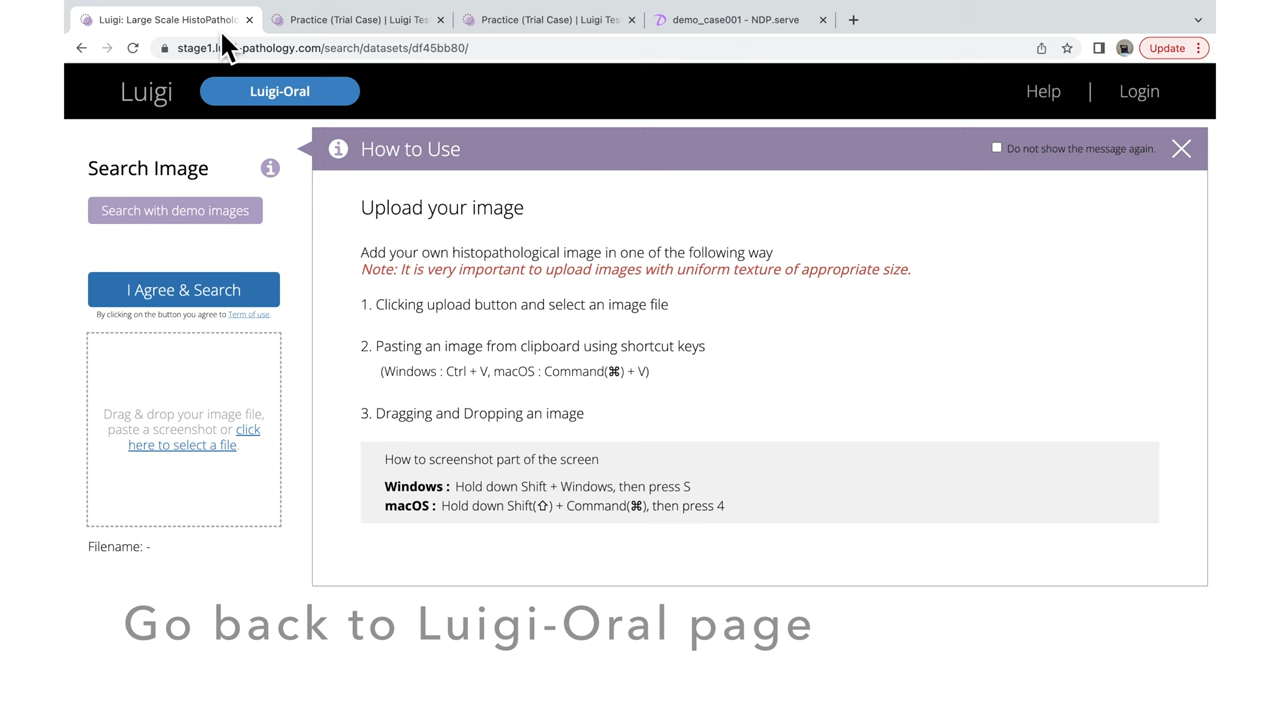 Luigi: Large Scale HistoPatholo
Practice (Trial Case) | Luigi Tes
Practice (Trial Case) | Luigi Tes
demo_case001 - NDP.serve
-pathology.com/search/datasets/df45bb80/
Update
Luigi
Luigi-Oral
Help | Login
Search Image
Search with demo images
I Agree & Search
By clicking on the button you agree to Term of use.
Drag & drop your image file,
paste a screenshot or click
here to select a file.
Filename: -
How to Use
Do not show the message again.
Upload your image
Add your own histopathological image in one of the following way
Note: It is very important to upload images with uniform texture of appropriate size.
1. Clicking upload button and select an image file
2. Pasting an image from clipboard using shortcut keys
(Windows : Ctrl + V, macOS : Command(⌘) + V)
3. Dragging and Dropping an image
How to screenshot part of the screen
Windows : Hold down Shift + Windows, then press S
macOS : Hold down Shift(⇧) + Command(⌘), then press 4
Go back to Luigi-Oral page